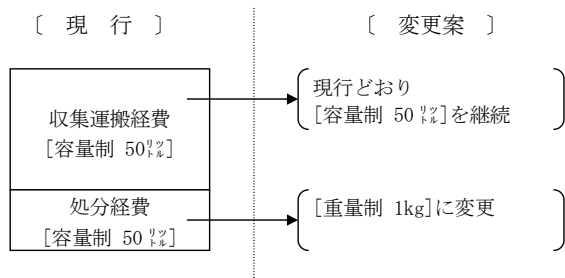 〔 現 行 〕
〔 変更案 〕
収集運搬経費
[容量制 50㍑]
現行どおり
[容量制 50㍑]を継続
処分経費
[容量制 50㍑]
[重量制 1kg]に変更